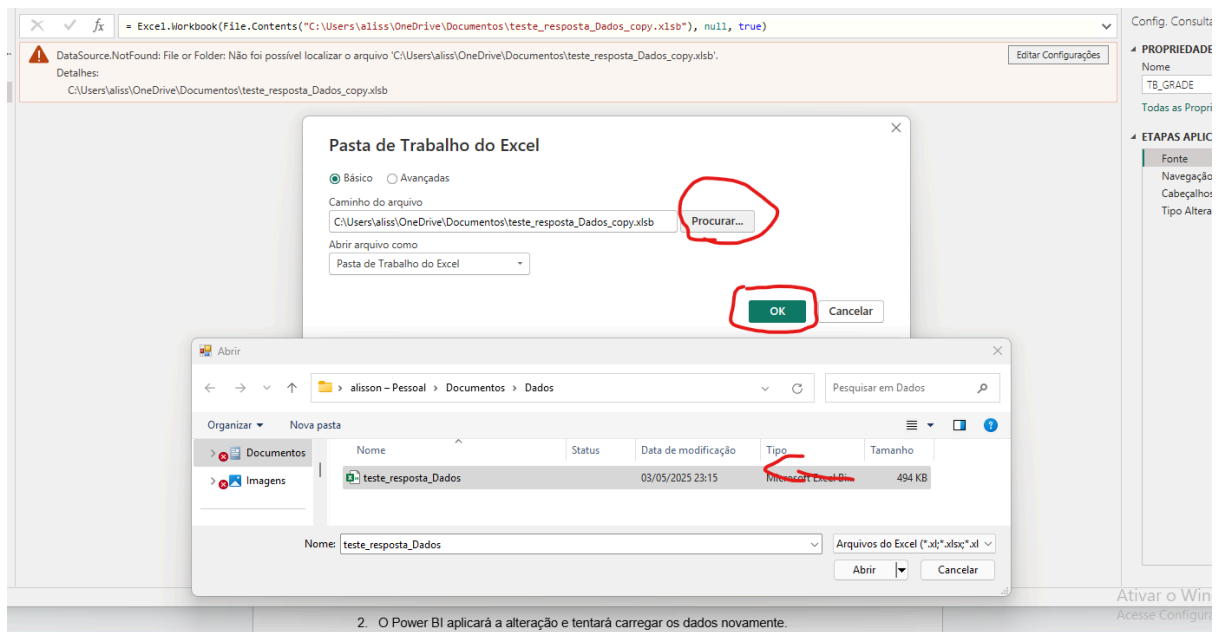 fx = Excel.Workbook(File.Contents("C:\Users\aliss\OneDrive\Documentos\teste_resposta_Dados_copy.xlsb"), null, true)
DataSource.NotFound: File or Folder: Não foi possível localizar o arquivo 'C:\Users\aliss\OneDrive\Documentos\teste_resposta_Dados_copy.xlsb'.
Editar Configurações
Detalhes:
C:\Users\aliss\OneDrive\Documentos\teste_resposta_Dados_copy.xlsb
Config. Consulta
PROPRIEDADE
Nome
TB_GRADE
Todas as Propri
ETAPAS APLIC
Fonte
Navegação
Cabeçalhos
Tipo Altera
Pasta de Trabalho do Excel
Básico Avançadas
Caminho do arquivo
C:\Users\aliss\OneDrive\Documentos\teste_resposta_Dados_copy.xlsb Procurar...
Abrir arquivo como
Pasta de Trabalho do Excel
OK Cancelar
Abrir
alisson – Pessoal > Documentos > Dados Pesquisar em Dados
Organizar Nova pasta
Documentos
Imagens
Nome Status Data de modificação Tipo Tamanho
teste_resposta_Dados 03/05/2025 23:15 Microsoft Excel Bi... 494 KB
Nome: teste_resposta_Dados Arquivos do Excel (*.xl;*.xlsx;*.xl
Abrir Cancelar
Ativar o Win
Acesse Configura
2. O Power BI aplicará a alteração e tentará carregar os dados novamente.